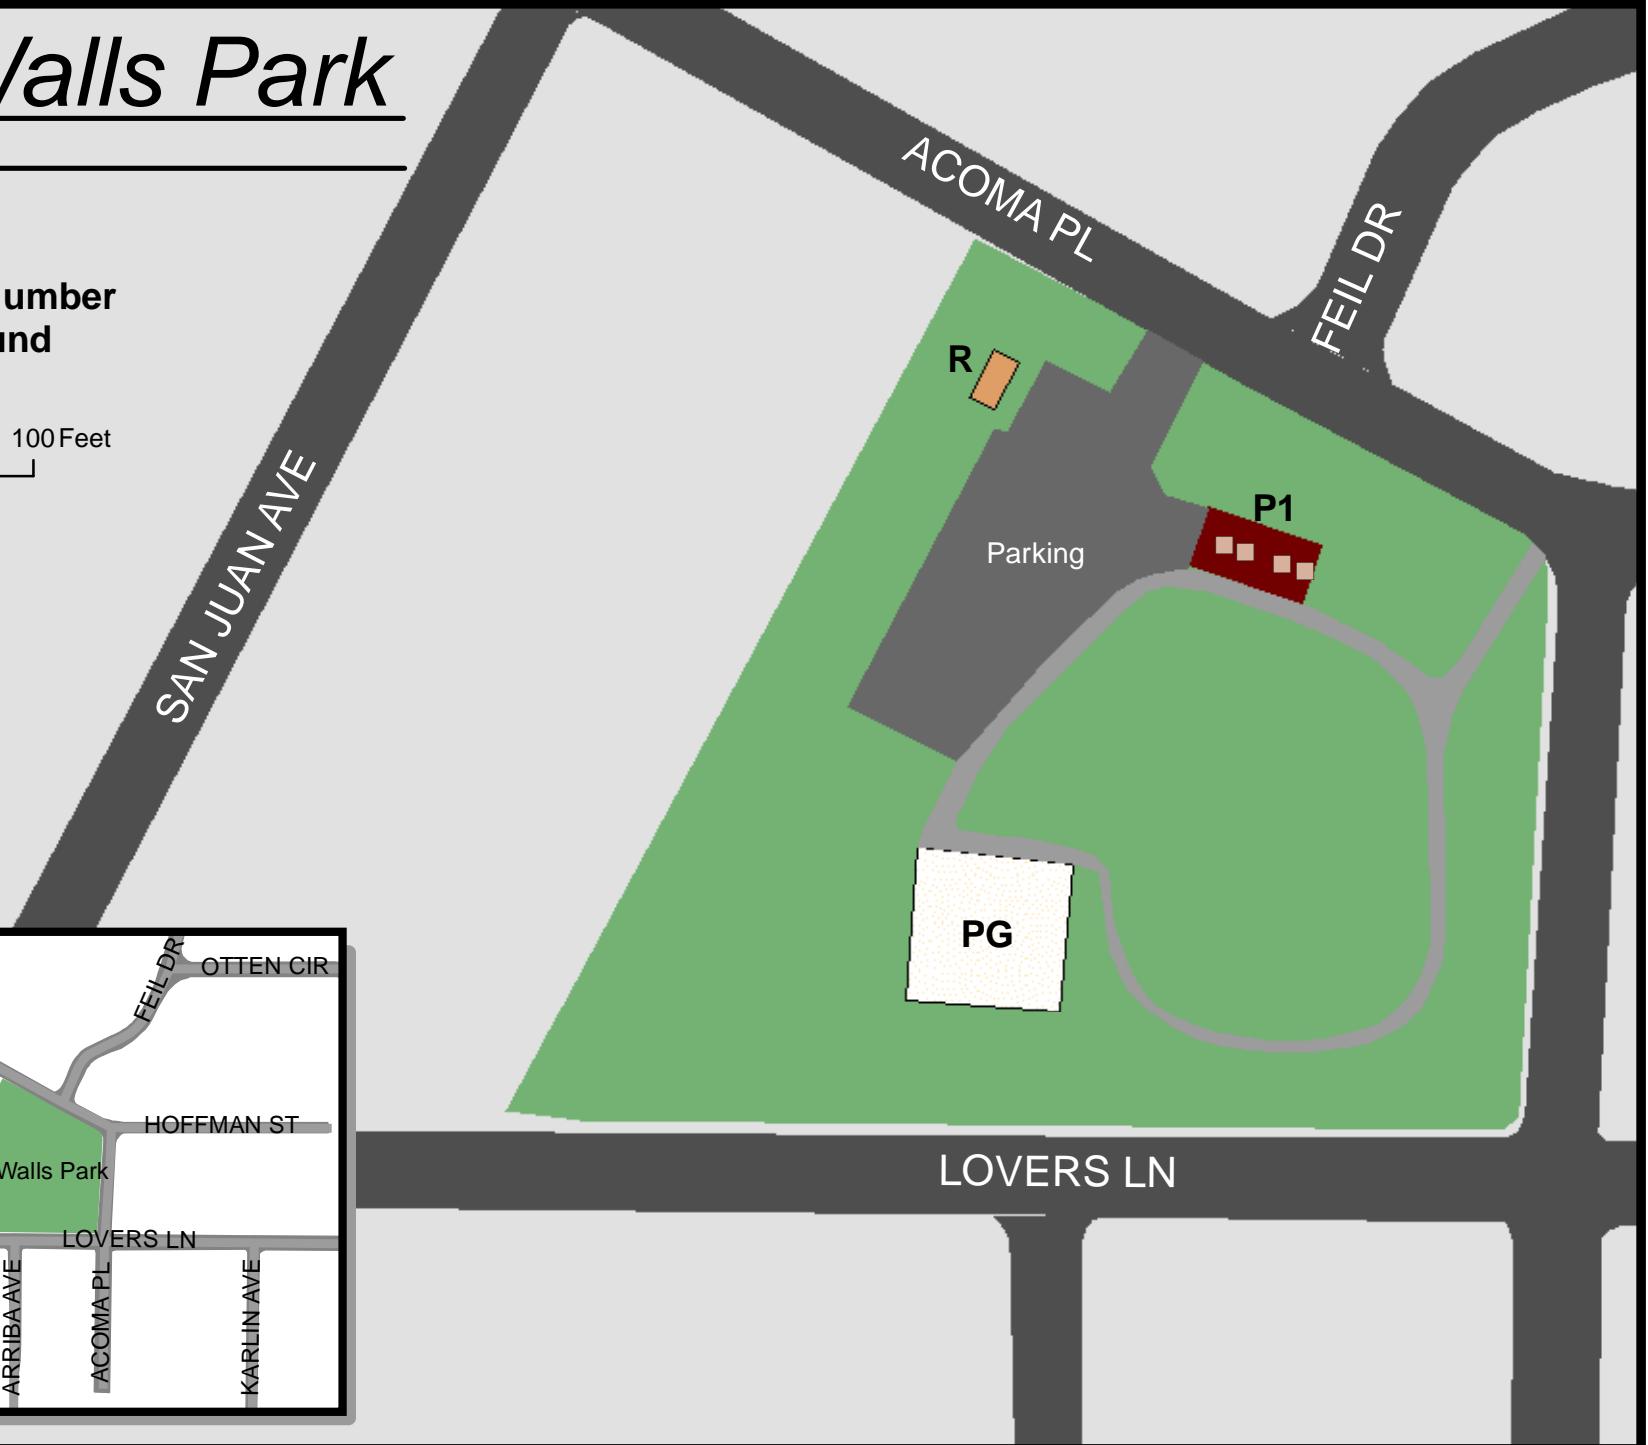 Walls Park
umber
und
100 Feet
ACOMA PL
FEIL DR
SAN JUAN AVE
R
P1
Parking
PG
LOVERS LN
FEIL DR
OTTEN CIR
HOFFMAN ST
Walls Park
LOVERS LN
ARRIBA AVE
ACOMA PL
KARLIN AVE